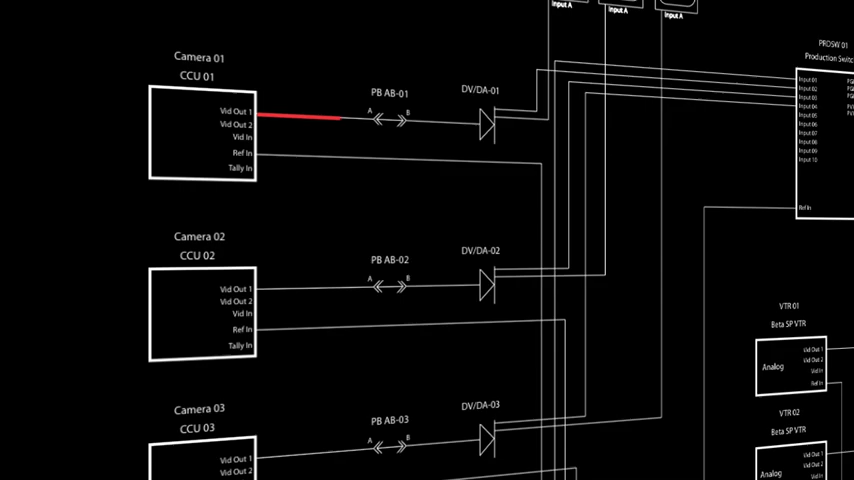 Input A
Input A
Input A
Camera 01
CCU 01
Vid Out 1
Vid Out 2
Vid In
Ref In
Tally In
PB AB-01
A
B
DV/DA-01
PRDSW 01
Production Switc
Input 01
Input 02
Input 03
Input 04
Input 05
Input 06
Input 07
Input 08
Input 09
Input 10
Ref In
Camera 02
CCU 02
Vid Out 1
Vid Out 2
Vid In
Ref In
Tally In
PB AB-02
A
B
DV/DA-02
VTR 01
Beta SP VTR
Analog
Vid Out 1
Vid Out 2
Vid In
Ref In
Camera 03
CCU 03
Vid Out 1
Vid Out 2
PB AB-03
A
B
DV/DA-03
VTR 02
Beta SP VTR
Analog
Vid Out 1
Vid Out 2
Vid In